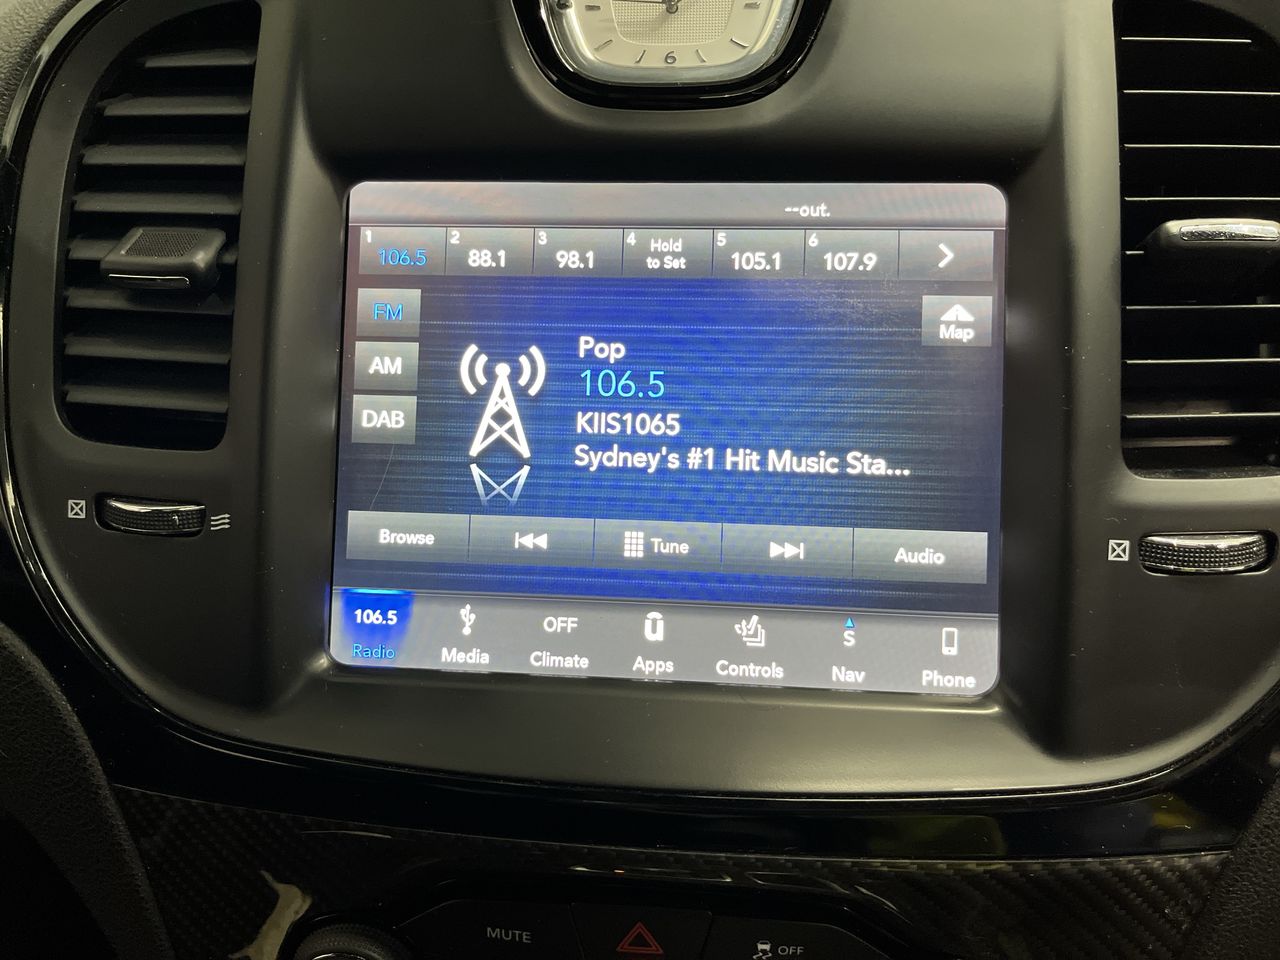 6
--out.
1 106.5 2 88.1 3 98.1 4 Hold to Set 5 105.1 6 107.9
FM
Map
AM
DAB
Pop
106.5
KIIS1065
Sydney's #1 Hit Music Sta...
Browse Tune Audio
106.5 OFF S
Radio Media Climate Apps Controls Nav Phone
MUTE OFF